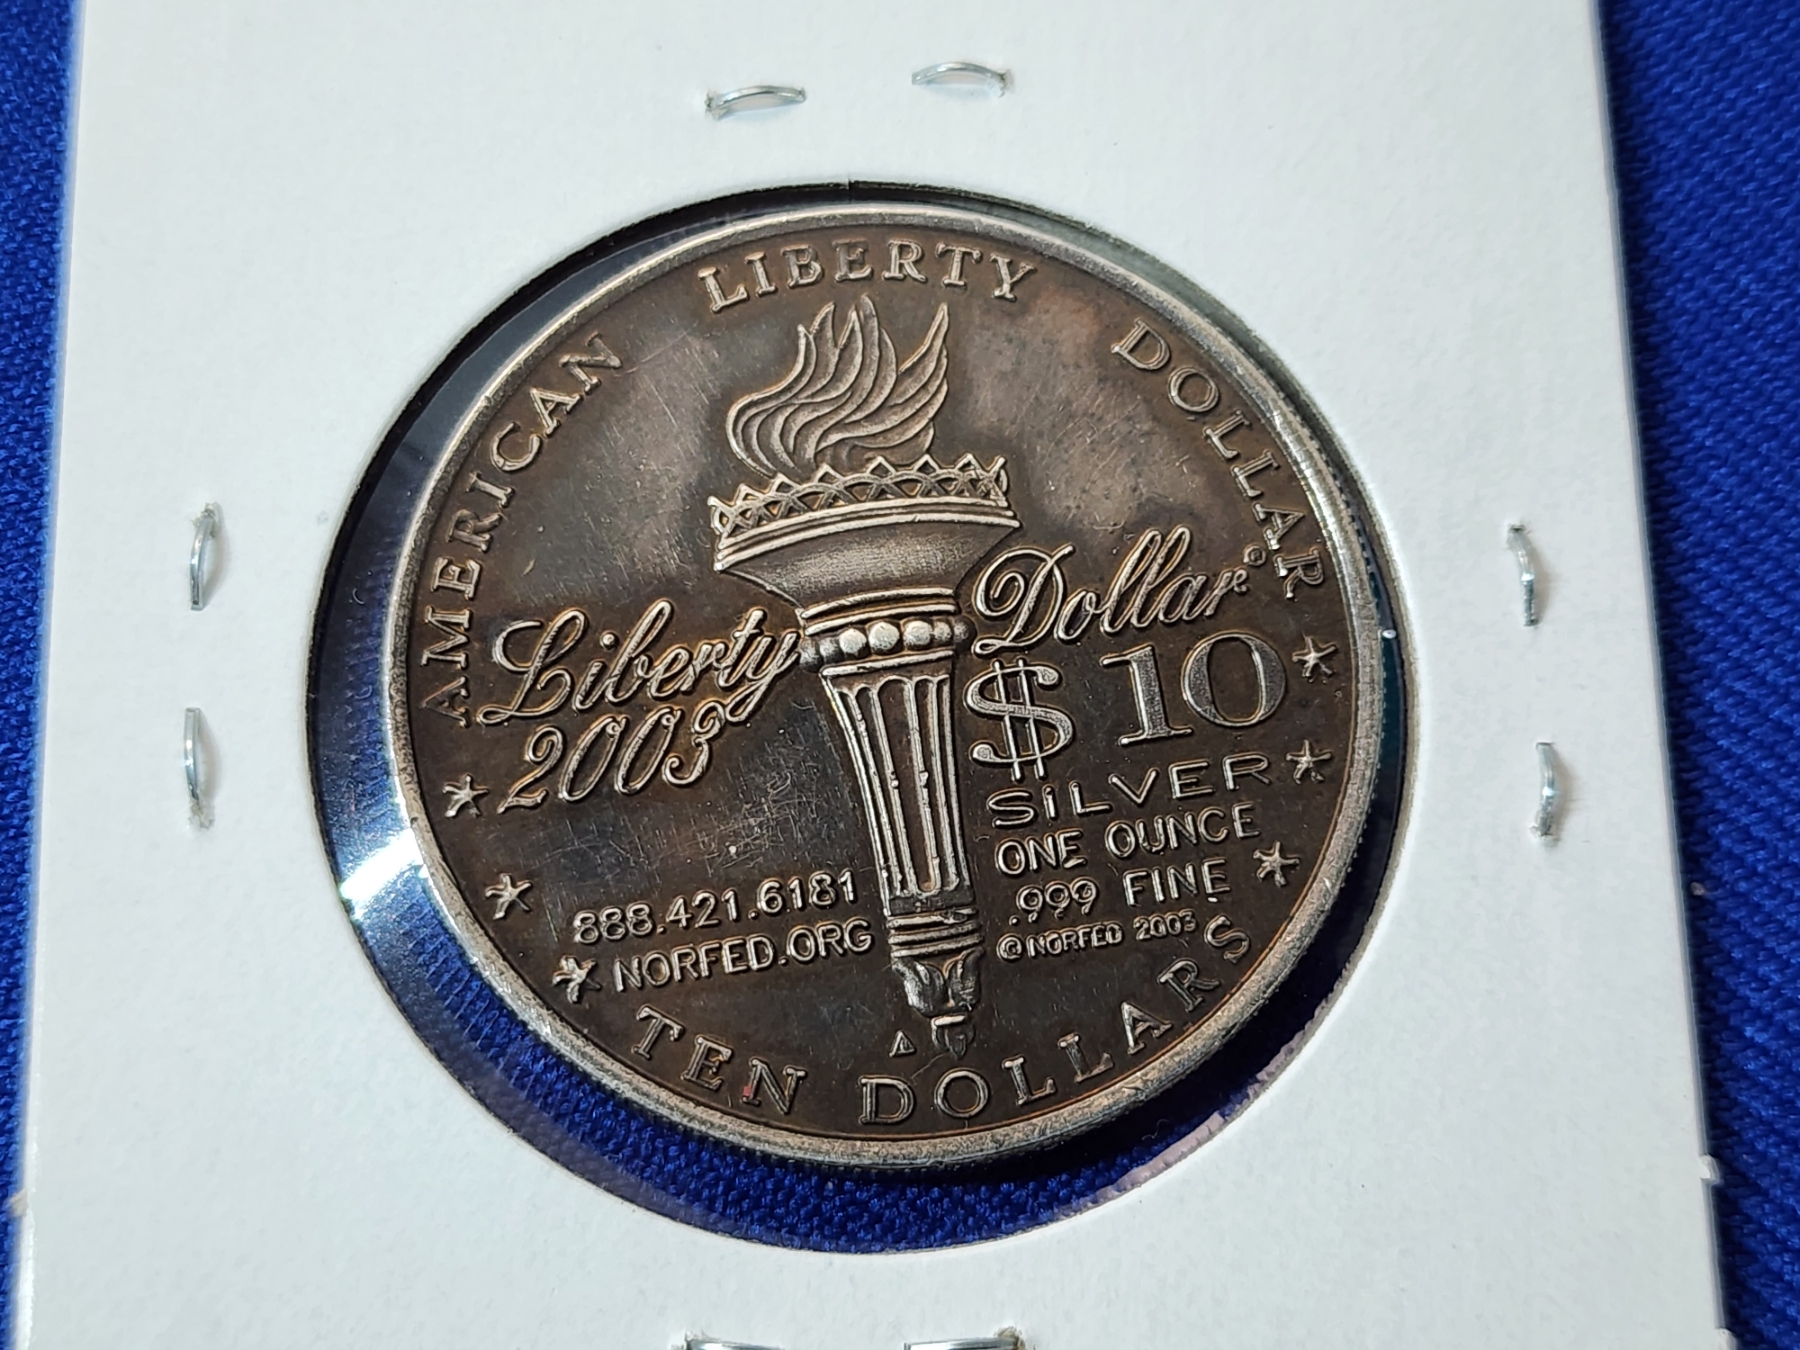 AMERICAN LIBERTY DOLLAR
Liberty Dollar®
2003
$10
SILVER
ONE OUNCE
.999 FINE
©NORFED 2003
888.421.6181
NORFED.ORG
TEN DOLLARS